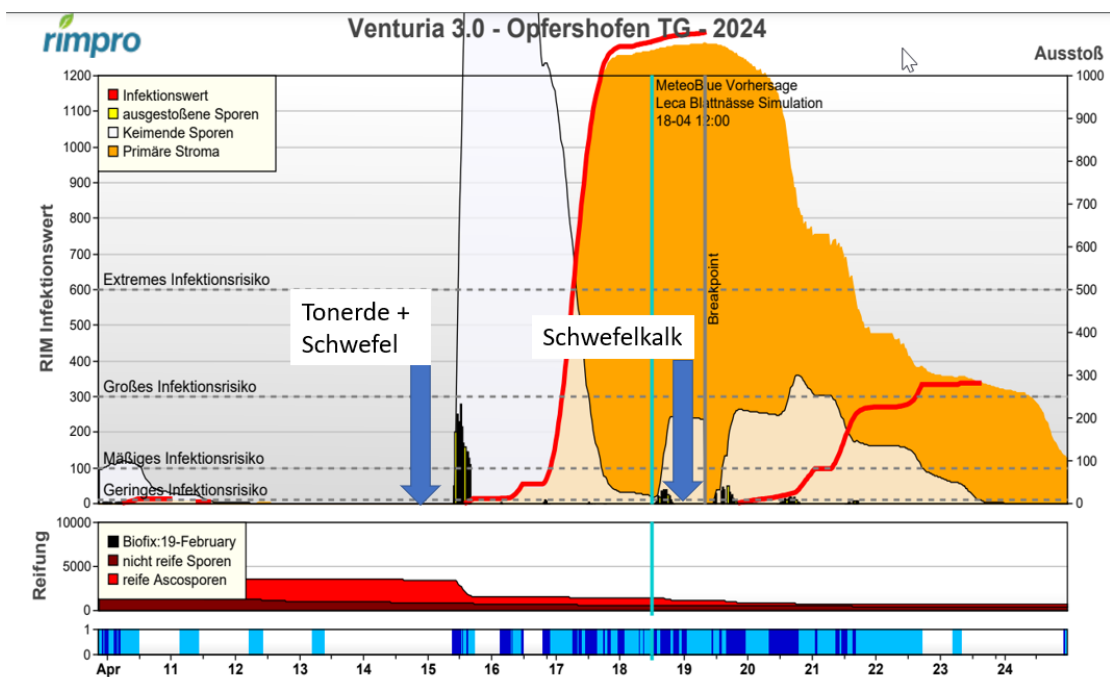 rimpro
Venturia 3.0 - Opfershofen TG - 2024
Ausstoß
RIM Infektionswert
1200
1100
1000
900
800
700
600
500
400
300
200
100
0
Infektionswert
ausgestoßene Sporen
Keimende Sporen
Primäre Stroma
MeteoBlue Vorhersage
Leca Blattnässe Simulation
18-04 12:00
Extremes Infektionsrisiko
Großes Infektionsrisiko
Mäßiges Infektionsrisiko
Geringes Infektionsrisiko
Tonerde +
Schwefel
Schwefelkalk
Breakpoint
1000
900
800
700
600
500
400
300
200
100
0
Reifung
10000
5000
0
Biofix:19-February
nicht reife Sporen
reife Ascosporen
1
0
1
0
Apr 11 12 13 14 15 16 17 18 19 20 21 22 23 24